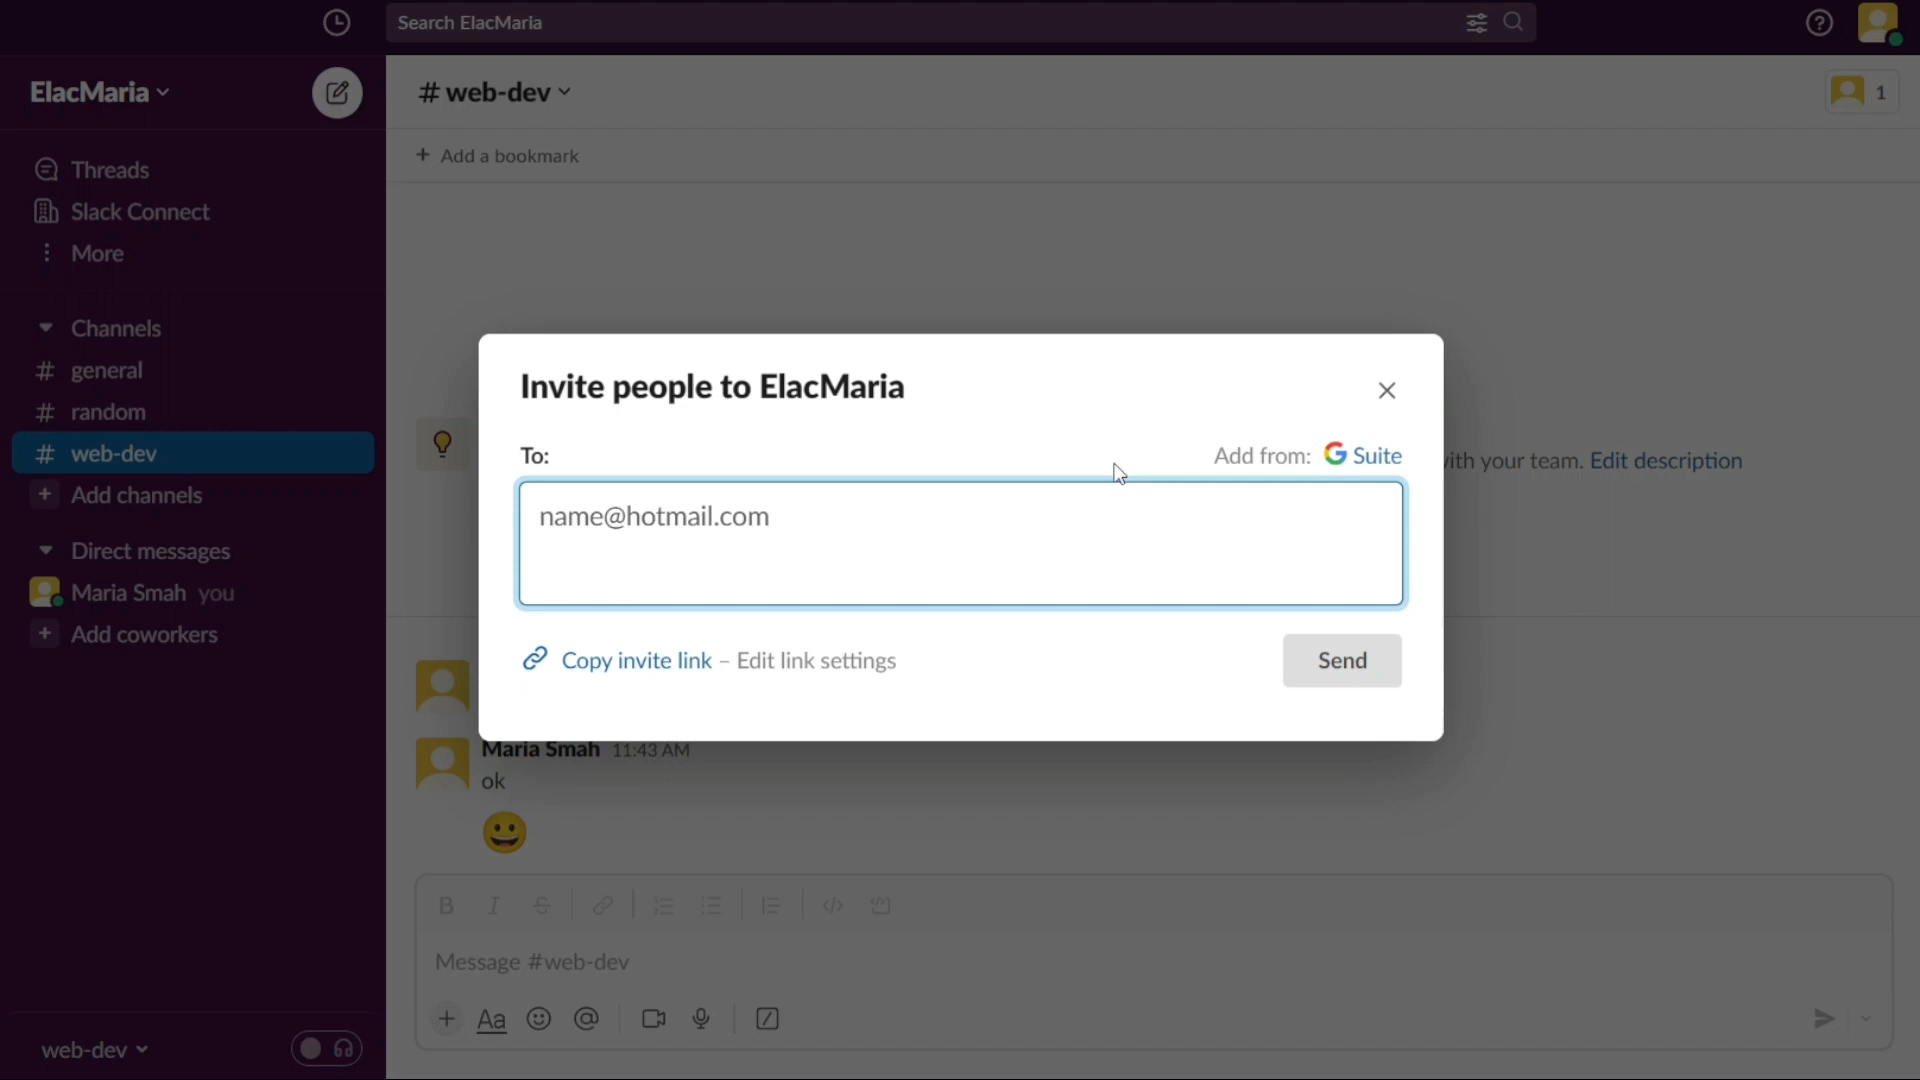 Search ElacMaria
ElacMaria
# web-dev
1
+ Add a bookmark
Threads
Slack Connect
More
Channels
# general
# random
# web-dev
+ Add channels
Direct messages
Maria Smah you
+ Add coworkers
web-dev
Invite people to ElacMaria
To:
Add from: G Suite
name@hotmail.com
Copy invite link – Edit link settings
Send
with your team. Edit description
Maria Smah 11:43 AM
ok
B I S
Message #web-dev
+ Aa @